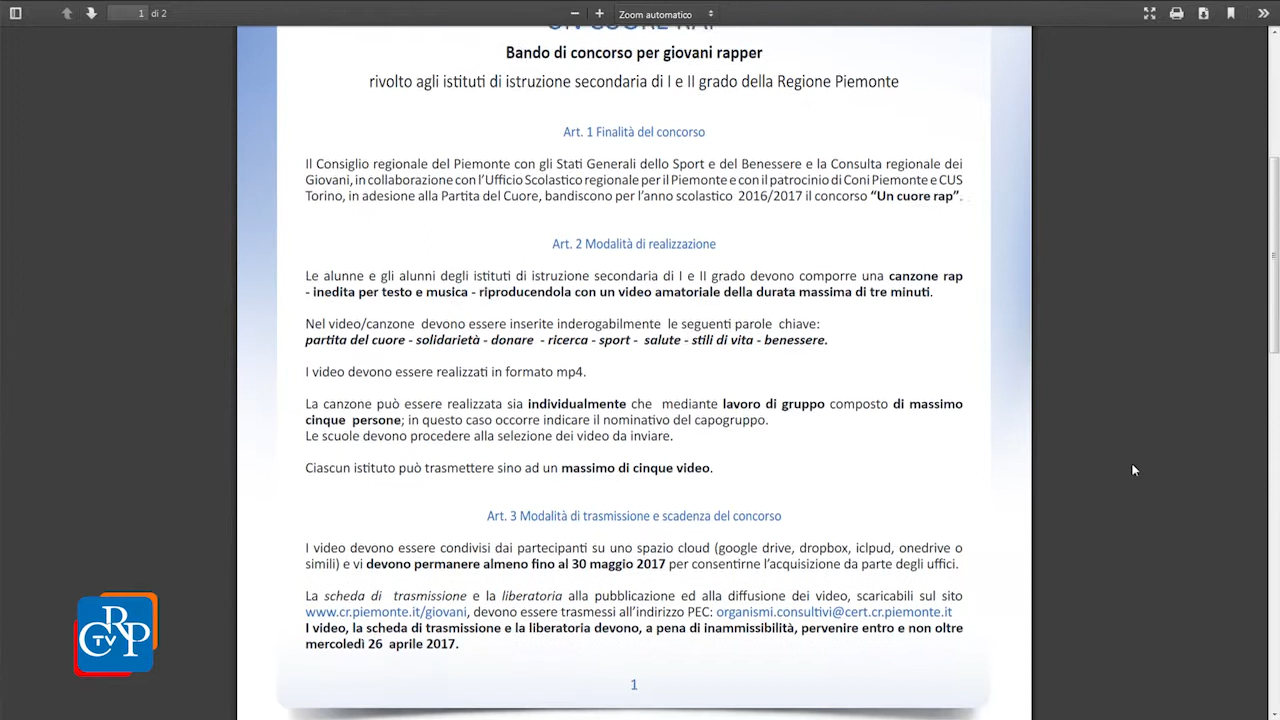 1 di 2
Zoom automatico
UN CUORE RAP
Bando di concorso per giovani rapper
rivolto agli istituti di istruzione secondaria di I e II grado della Regione Piemonte
Art. 1 Finalità del concorso
Il Consiglio regionale del Piemonte con gli Stati Generali dello Sport e del Benessere e la Consulta regionale dei
Giovani, in collaborazione con l'Ufficio Scolastico regionale per il Piemonte e con il patrocinio di Coni Piemonte e CUS
Torino, in adesione alla Partita del Cuore, bandiscono per l'anno scolastico 2016/2017 il concorso “Un cuore rap”.
Art. 2 Modalità di realizzazione
Le alunne e gli alunni degli istituti di istruzione secondaria di I e II grado devono comporre una canzone rap
- inedita per testo e musica - riproducendola con un video amatoriale della durata massima di tre minuti.
Nel video/canzone devono essere inserite inderogabilmente le seguenti parole chiave:
partita del cuore - solidarietà - donare - ricerca - sport - salute - stili di vita - benessere.
I video devono essere realizzati in formato mp4.
La canzone può essere realizzata sia individualmente che mediante lavoro di gruppo composto di massimo
cinque persone; in questo caso occorre indicare il nominativo del capogruppo.
Le scuole devono procedere alla selezione dei video da inviare.
Ciascun istituto può trasmettere sino ad un massimo di cinque video.
Art. 3 Modalità di trasmissione e scadenza del concorso
I video devono essere condivisi dai partecipanti su uno spazio cloud (google drive, dropbox, iclpud, onedrive o
simili) e vi devono permanere almeno fino al 30 maggio 2017 per consentirne l'acquisizione da parte degli uffici.
La scheda di trasmissione e la liberatoria alla pubblicazione ed alla diffusione dei video, scaricabili sul sito
www.cr.piemonte.it/giovani, devono essere trasmessi all'indirizzo PEC: organismi.consultivi@cert.cr.piemonte.it
I video, la scheda di trasmissione e la liberatoria devono, a pena di inammissibilità, pervenire entro e non oltre
mercoledì 26 aprile 2017.
1
CRP TV